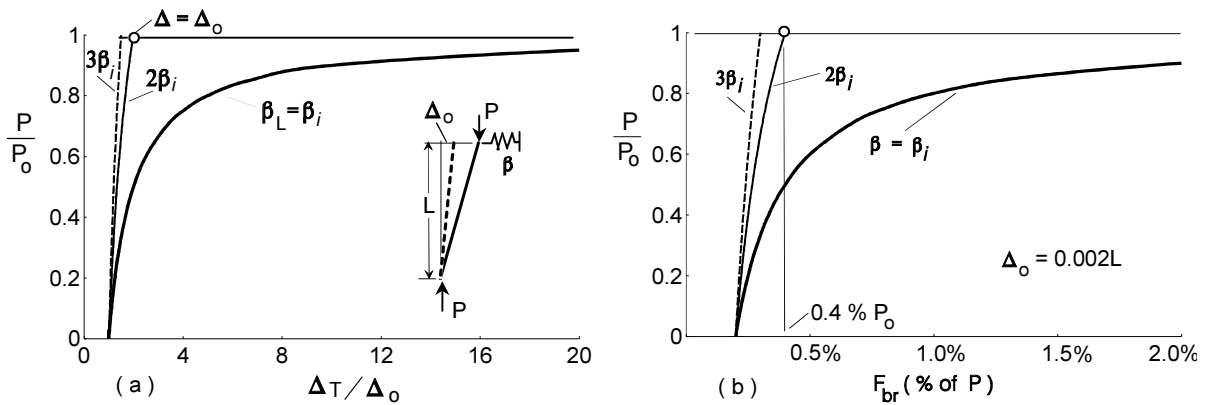 Δ = Δo
1
3βi
2βi
0.8
βL = βi
P
Po
0.6
Δo
P
β
0.4
L
0.2
P
0
0
4
8
12
16
20
( a )
ΔT / Δo
1
3βi
2βi
0.8
P
Po
0.6
β = βi
0.4
Δo = 0.002L
0.2
0.4 % Po
0
0.5%
1.0%
1.5%
2.0%
( b )
Fbr ( % of P )